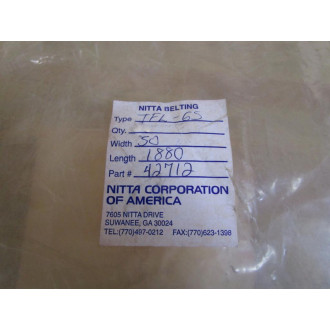 NITTA BELTING
Type TFL-6S
Qty.
Width 50
Length 1880
Part # 42712
NITTA CORPORATION
OF AMERICA
7605 NITTA DRIVE
SUWANEE, GA 30024
TEL:(770)497-0212 FAX:(770)623-1398